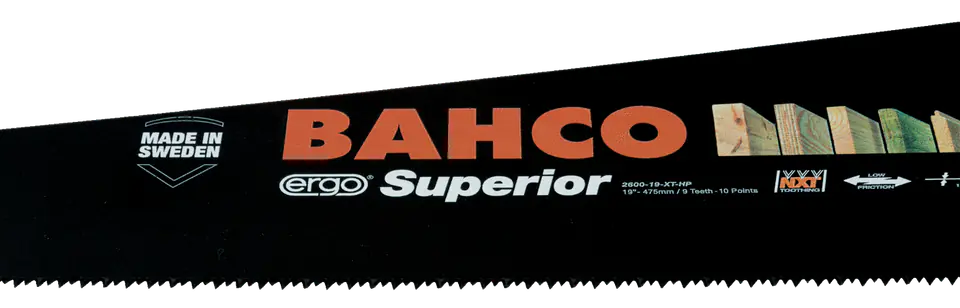 MADE IN
SWEDEN
BAHCO
ergo® Superior
2600-19-XT-HP
19"- 475mm / 9 Teeth - 10 Points
NXT
TOOTHING
LOW
FRICTION